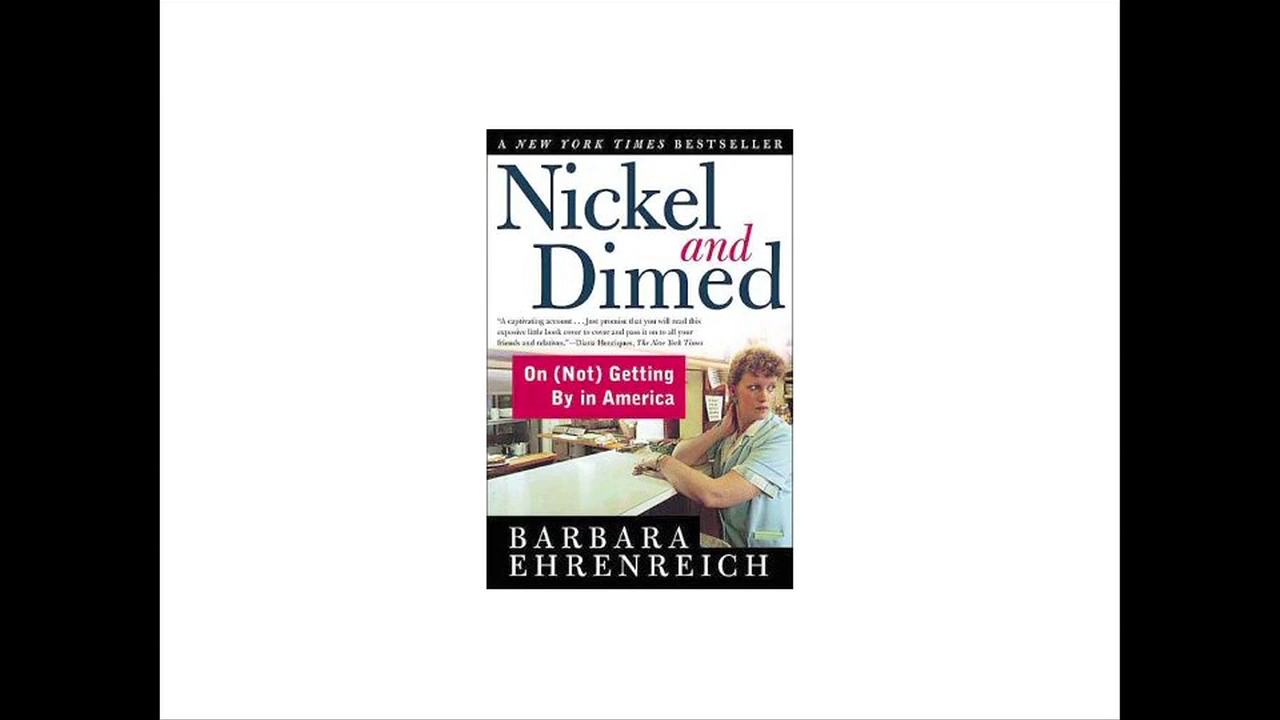 A NEW YORK TIMES BESTSELLER
Nickel
and
Dimed
"A captivating account . . . Just promise that you will read this
explosive little book cover to cover and pass it on to all your
friends and relatives."—Diana Henriques, The New York Times
On (Not) Getting
By in America
BARBARA
EHRENREICH